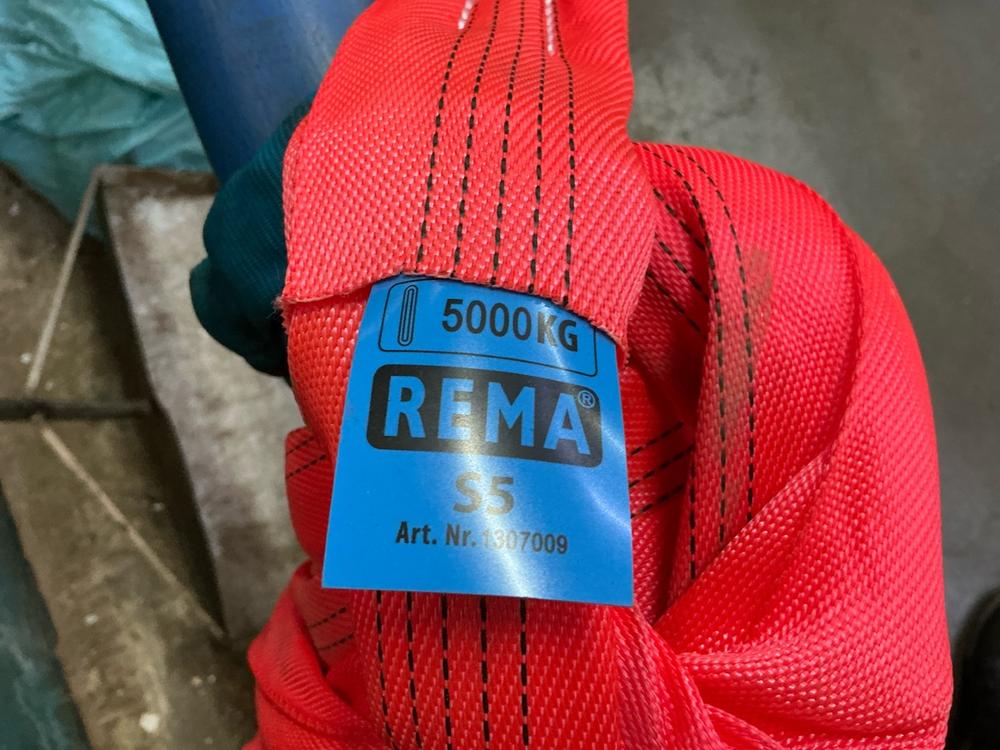 5000KG
REMA®
S5
Art. Nr. 1307009